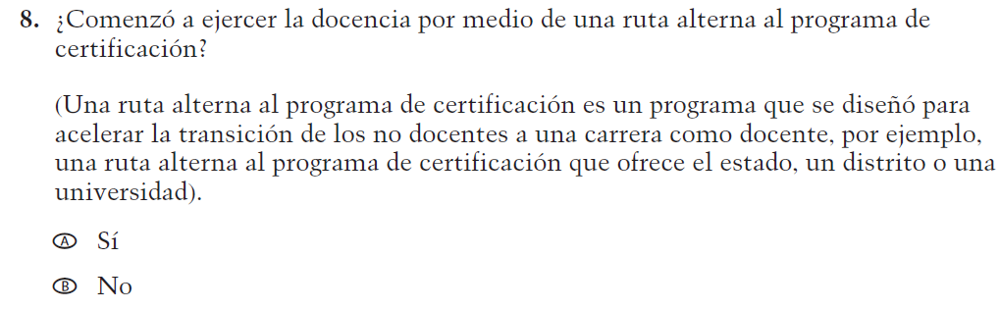 8. ¿Comenzó a ejercer la docencia por medio de una ruta alterna al programa de
certificación?
(Una ruta alterna al programa de certificación es un programa que se diseñó para
acelerar la transición de los no docentes a una carrera como docente, por ejemplo,
una ruta alterna al programa de certificación que ofrece el estado, un distrito o una
universidad).
A Sí
B No